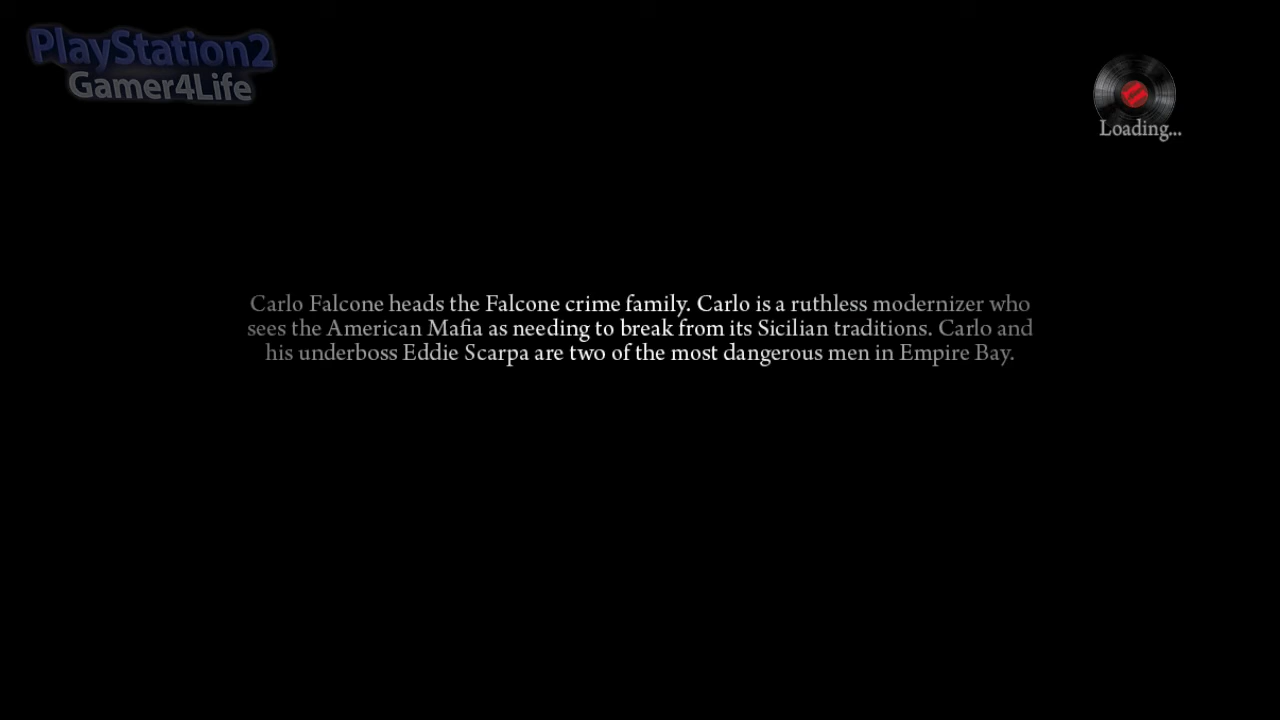 PlayStation2
Gamer4Life
Loading...
Carlo Falcone heads the Falcone crime family. Carlo is a ruthless modernizer who
sees the American Mafia as needing to break from its Sicilian traditions. Carlo and
his underboss Eddie Scarpa are two of the most dangerous men in Empire Bay.